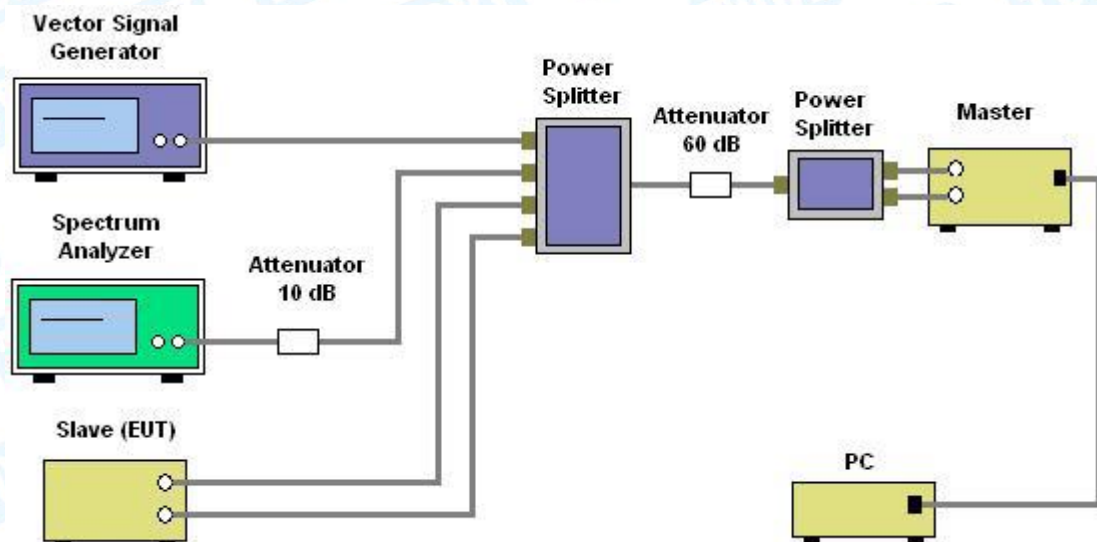 Vector Signal
Generator
Power
Splitter
Attenuator
60 dB
Power
Splitter
Master
Spectrum
Analyzer
Attenuator
10 dB
Slave (EUT)
PC